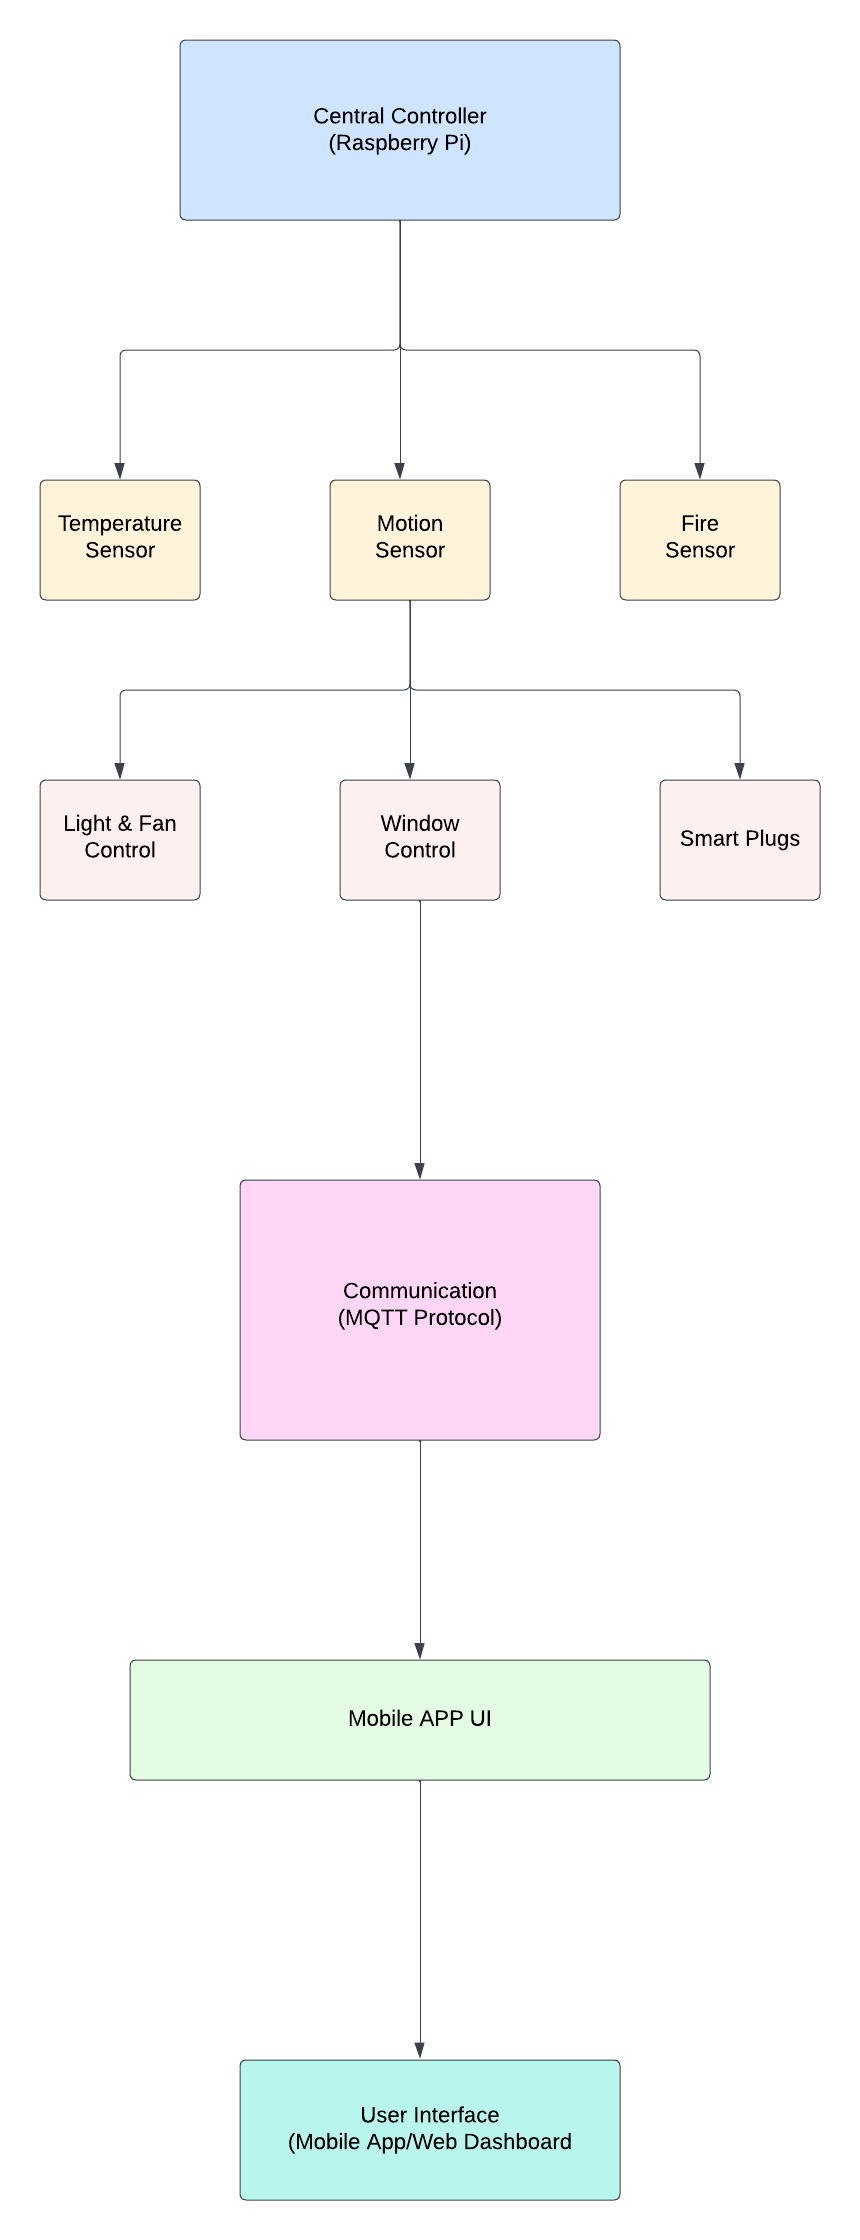 Central Controller
(Raspberry Pi)
Temperature
Sensor
Motion
Sensor
Fire
Sensor
Light & Fan
Control
Window
Control
Smart Plugs
Communication
(MQTT Protocol)
Mobile APP UI
User Interface
(Mobile App/Web Dashboard